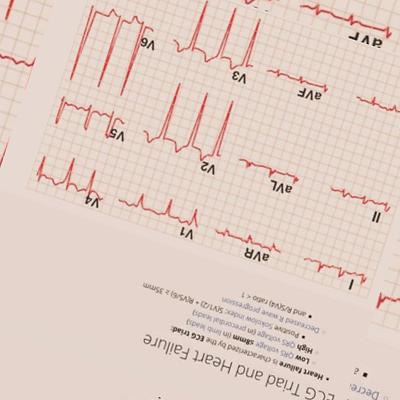 CG Triad and Heart Failure
• Heart failure is characterized by the ECG triad:
Low QRS voltage ≤8mm (in limb leads)
High QRS voltage (in precordial leads)
Positive Sokolow index: S(V1/2) + R(V5/6) ≥ 35mm
Decreased R wave progression
and R/S(V4) ratio < 1
Decre
I aVR V1 V4
II aVL V2 V5
aVF V3 V6